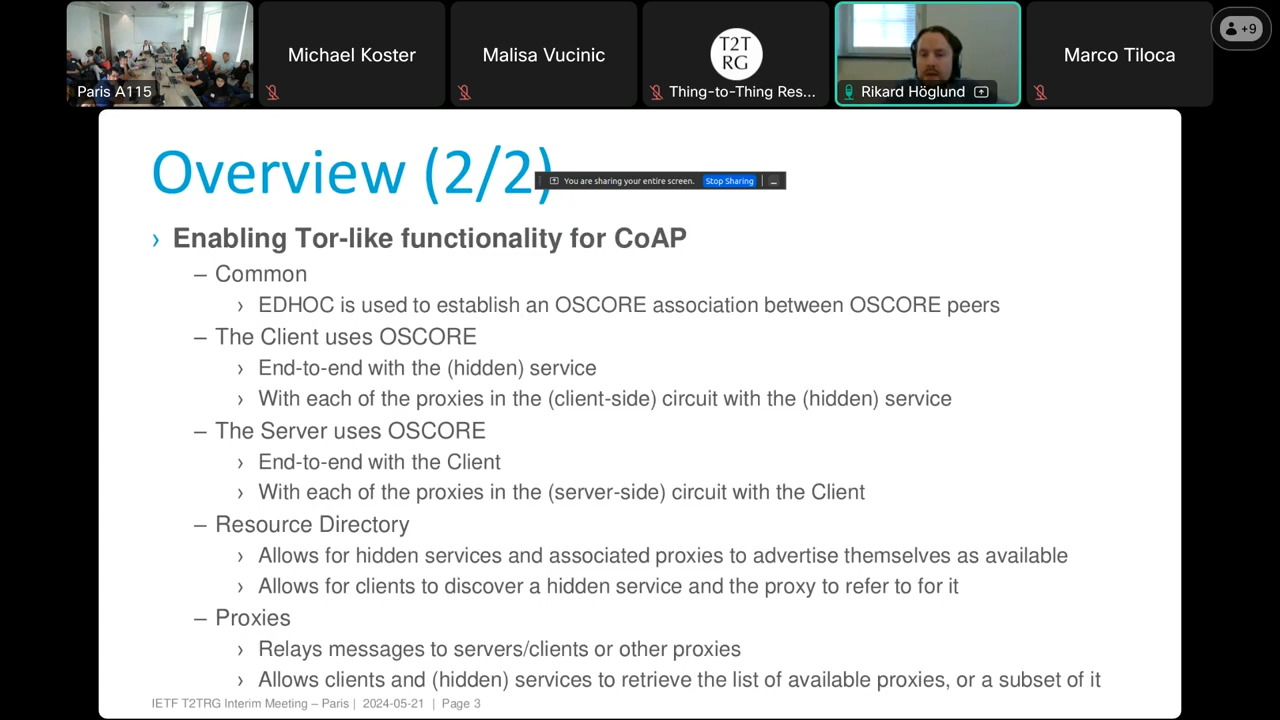 Paris A115
Michael Koster
Malisa Vucinic
T2T
RG
Thing-to-Thing Res...
Rikard Höglund
Marco Tiloca
+9
Overview (2/2)
You are sharing your entire screen.
Stop Sharing
› Enabling Tor-like functionality for CoAP
– Common
› EDHOC is used to establish an OSCORE association between OSCORE peers
– The Client uses OSCORE
› End-to-end with the (hidden) service
› With each of the proxies in the (client-side) circuit with the (hidden) service
– The Server uses OSCORE
› End-to-end with the Client
› With each of the proxies in the (server-side) circuit with the Client
– Resource Directory
› Allows for hidden services and associated proxies to advertise themselves as available
› Allows for clients to discover a hidden service and the proxy to refer to for it
– Proxies
› Relays messages to servers/clients or other proxies
› Allows clients and (hidden) services to retrieve the list of available proxies, or a subset of it
IETF T2TRG Interim Meeting – Paris | 2024-05-21 | Page 3